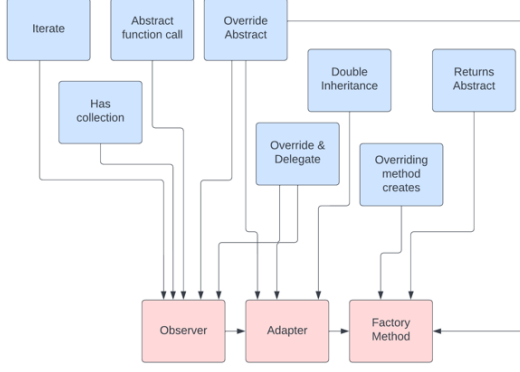 Iterate
Abstract
function call
Override
Abstract
Double
Inheritance
Returns
Abstract
Has
collection
Override &
Delegate
Overriding
method
creates
Observer
Adapter
Factory
Method